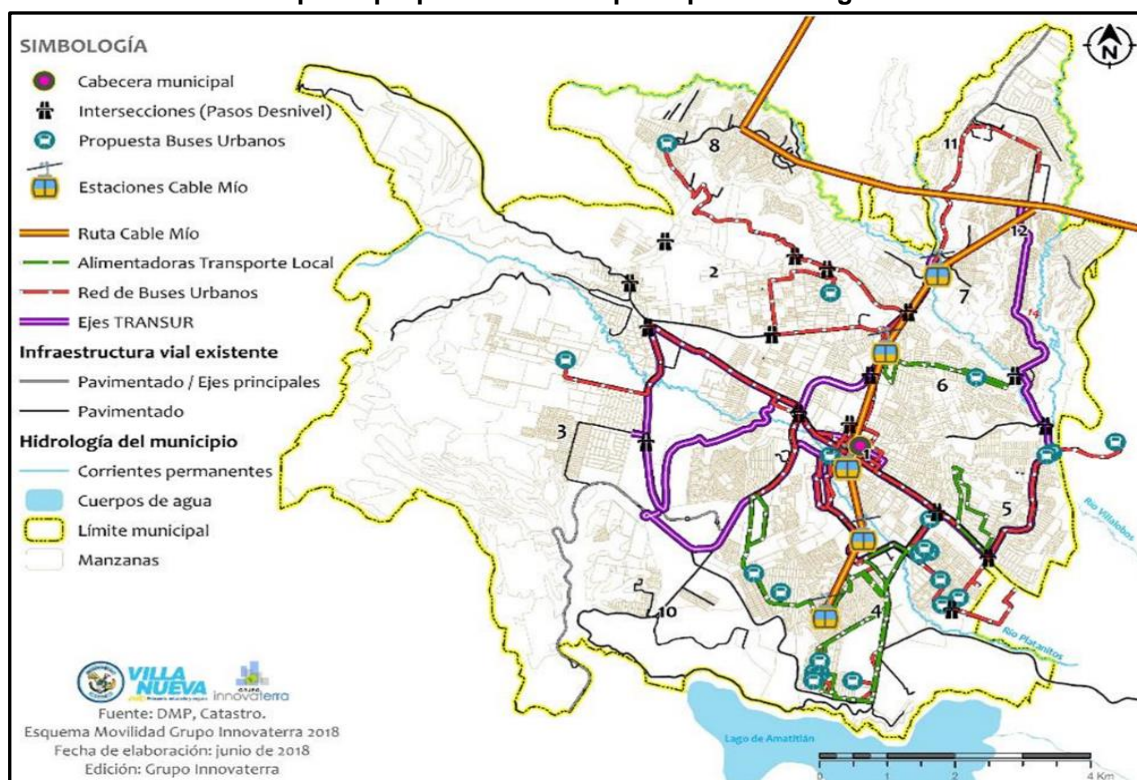 SIMBOLOGÍA
Cabecera municipal
Intersecciones (Pasos Desnivel)
Propuesta Buses Urbanos
Estaciones Cable Mío
Ruta Cable Mío
Alimentadoras Transporte Local
Red de Buses Urbanos
Ejes TRANSUR
Infraestructura vial existente
Pavimentado / Ejes principales
Pavimentado
Hidrología del municipio
Corrientes permanentes
Cuerpos de agua
Límite municipal
Manzanas
VILLA NUEVA
innovaterra
Fuente: DMP, Catastro.
Esquema Movilidad Grupo Innovaterra 2018
Fecha de elaboración: junio de 2018
Edición: Grupo Innovaterra
N
8
11
12
2
7
14
6
3
1
5
Río Villalobos
10
4
Río Platanitos
Lago de Amatitlán
0 1 2 4 Km